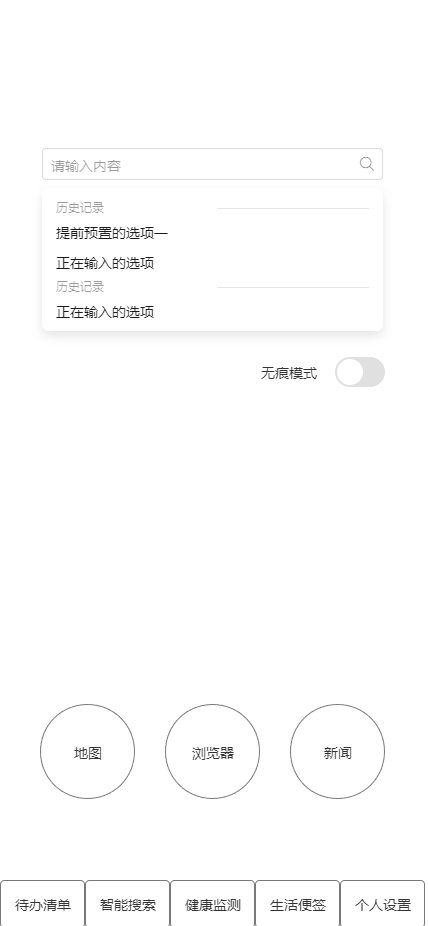 请输入内容
历史记录
提前预置的选项一
正在输入的选项
历史记录
正在输入的选项
无痕模式
地图 浏览器 新闻
待办清单 智能搜索 健康监测 生活便签 个人设置